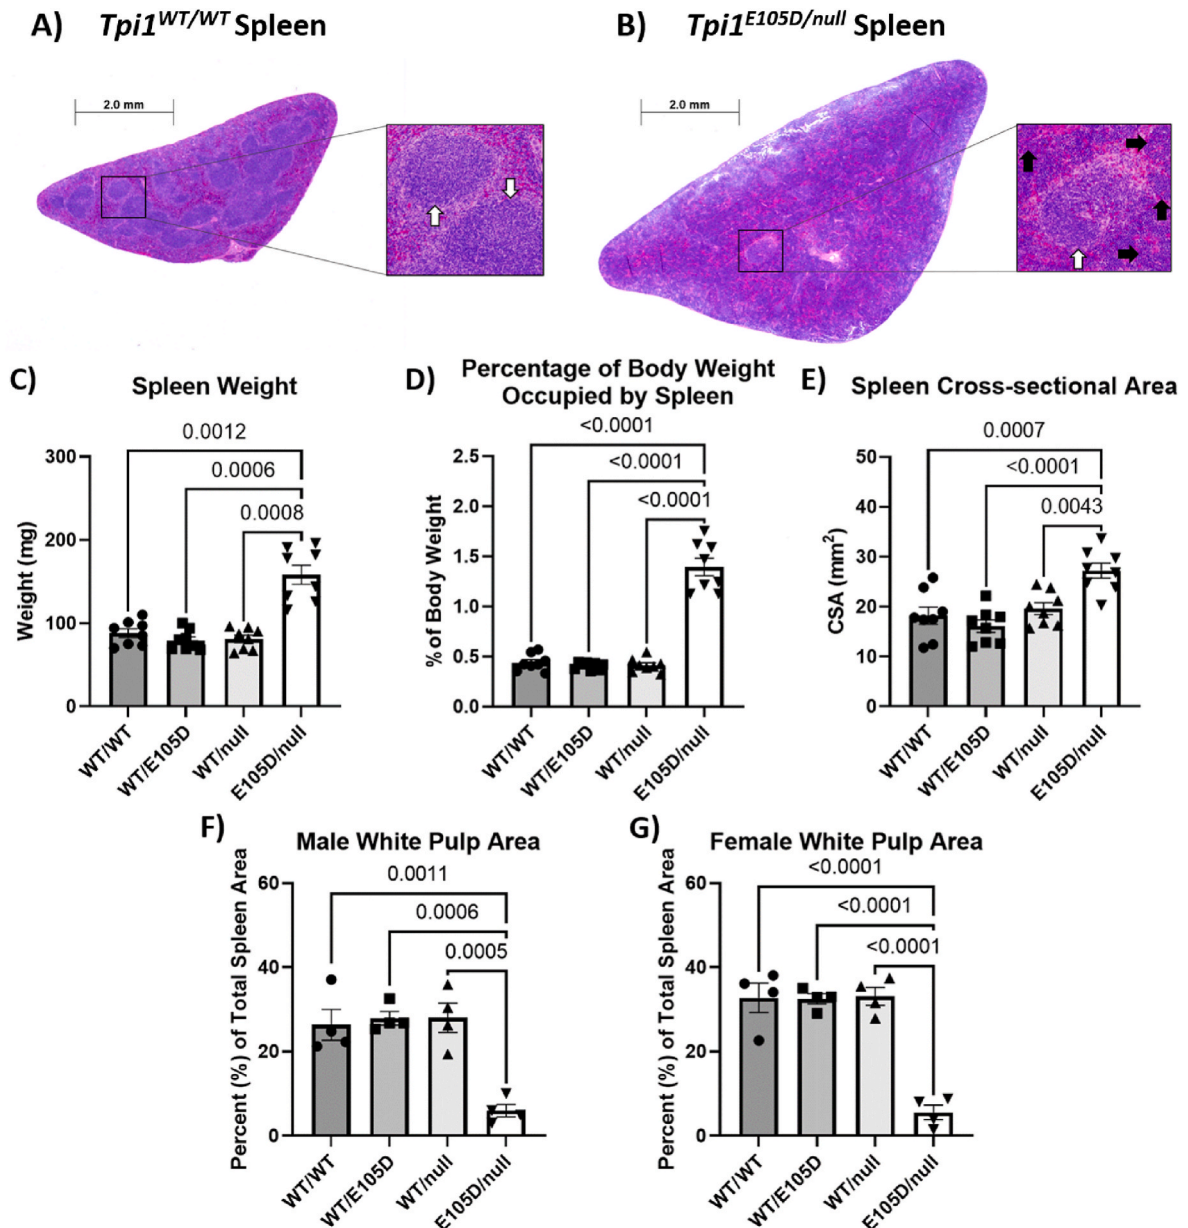 A) Tpi1^WT/WT Spleen
B) Tpi1^E105D/null Spleen
2.0 mm
2.0 mm
C) Spleen Weight
0.0012
0.0006
0.0008
Weight (mg)
300
200
100
0
WT/WT
WT/E105D
WT/null
E105D/null
D) Percentage of Body Weight
Occupied by Spleen
<0.0001
<0.0001
<0.0001
% of Body Weight
2.5
2.0
1.5
1.0
0.5
0.0
WT/WT
WT/E105D
WT/null
E105D/null
E) Spleen Cross-sectional Area
0.0007
<0.0001
0.0043
CSA (mm²)
50
40
30
20
10
0
WT/WT
WT/E105D
WT/null
E105D/null
F) Male White Pulp Area
0.0011
0.0006
0.0005
Percent (%) of Total Spleen Area
60
40
20
0
WT/WT
WT/E105D
WT/null
E105D/null
G) Female White Pulp Area
<0.0001
<0.0001
<0.0001
Percent (%) of Total Spleen Area
60
40
20
0
WT/WT
WT/E105D
WT/null
E105D/null